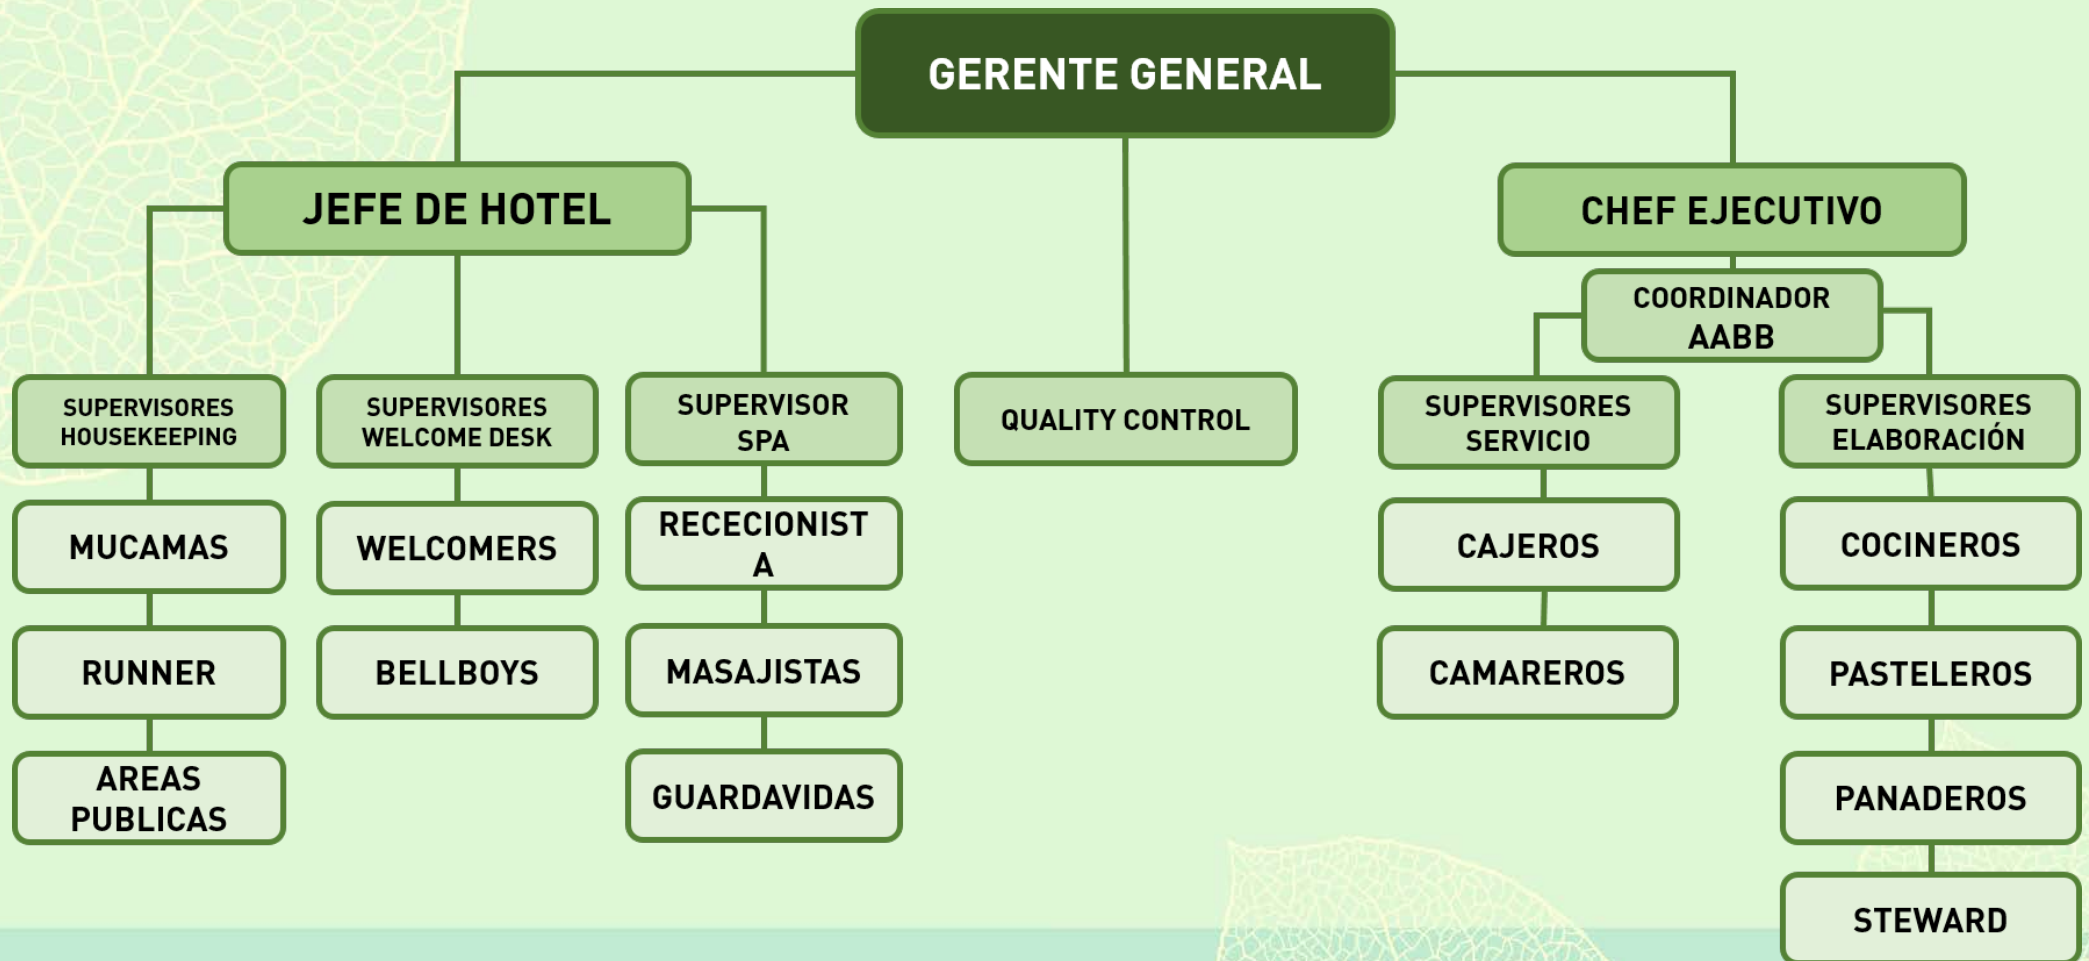 GERENTE GENERAL
JEFE DE HOTEL
CHEF EJECUTIVO
COORDINADOR
AABB
SUPERVISORES
HOUSEKEEPING
SUPERVISORES
WELCOME DESK
SUPERVISOR
SPA
QUALITY CONTROL
SUPERVISORES
SERVICIO
SUPERVISORES
ELABORACIÓN
MUCAMAS
WELCOMERS
RECECIONIST
A
CAJEROS
COCINEROS
RUNNER
BELLBOYS
MASAJISTAS
CAMAREROS
PASTELEROS
AREAS
PUBLICAS
GUARDAVIDAS
PANADEROS
STEWARD